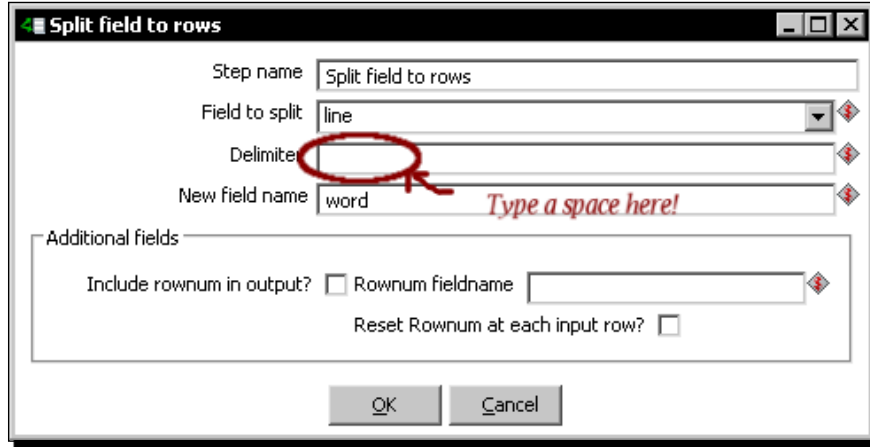 Split field to rows
Step name Split field to rows
Field to split line
Delimiter
New field name word
Type a space here!
Additional fields
Include rownum in output? Rownum fieldname
Reset Rownum at each input row?
OK Cancel